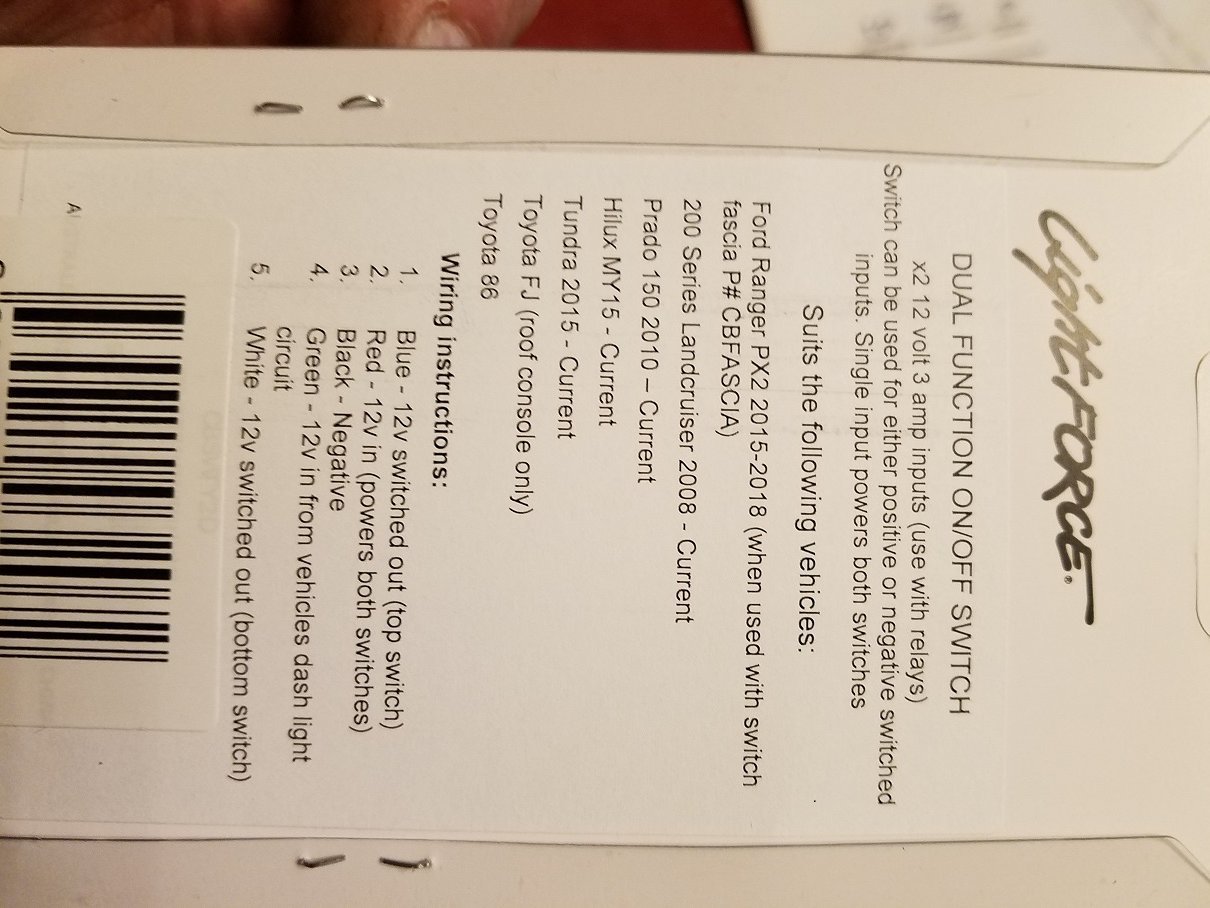 LightFORCE®
DUAL FUNCTION ON/OFF SWITCH
x2 12 volt 3 amp inputs (use with relays)
Switch can be used for either positive or negative switched
inputs. Single input powers both switches
Suits the following vehicles:
Ford Ranger PX2 2015-2018 (when used with switch
fascia P# CBFASCIA)
200 Series Landcruiser 2008 - Current
Prado 150 2010 – Current
Hilux MY15 - Current
Tundra 2015 - Current
Toyota FJ (roof console only)
Toyota 86
Wiring instructions:
1. Blue - 12v switched out (top switch)
2. Red - 12v in (powers both switches)
3. Black - Negative
4. Green - 12v in from vehicles dash light
circuit
5. White - 12v switched out (bottom switch)